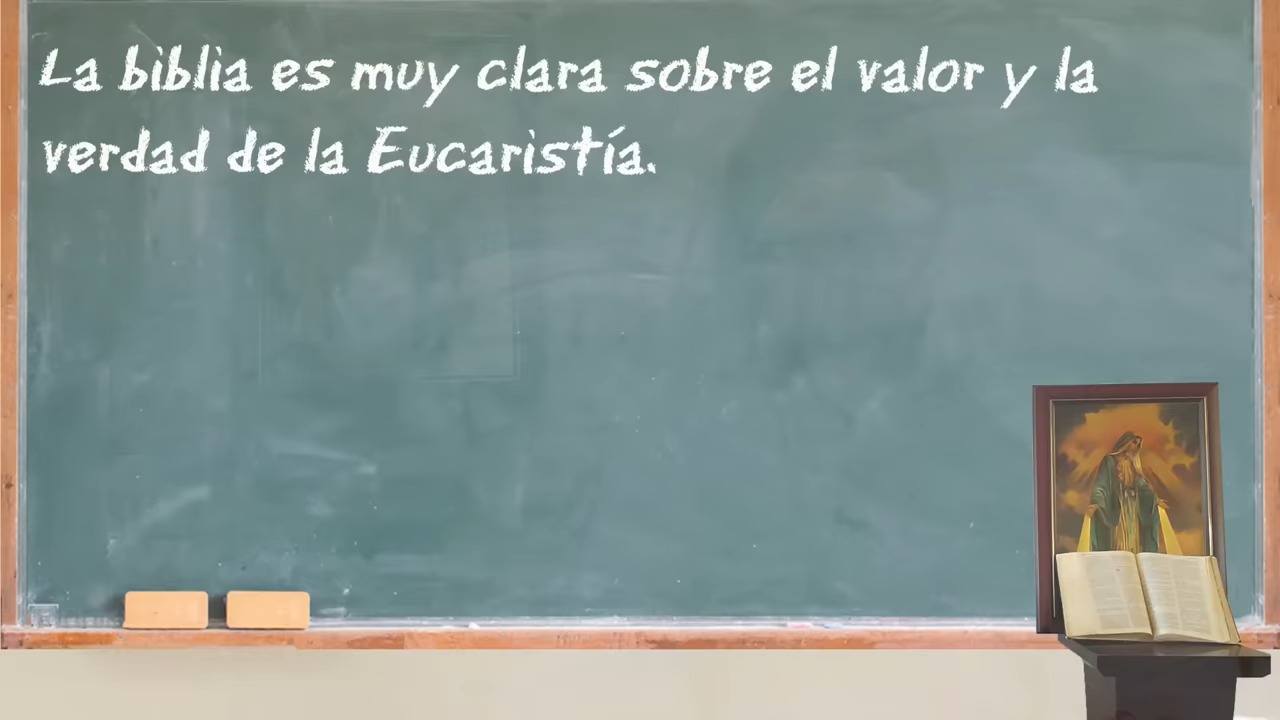 La biblia es muy clara sobre el valor y la
verdad de la Eucaristía.